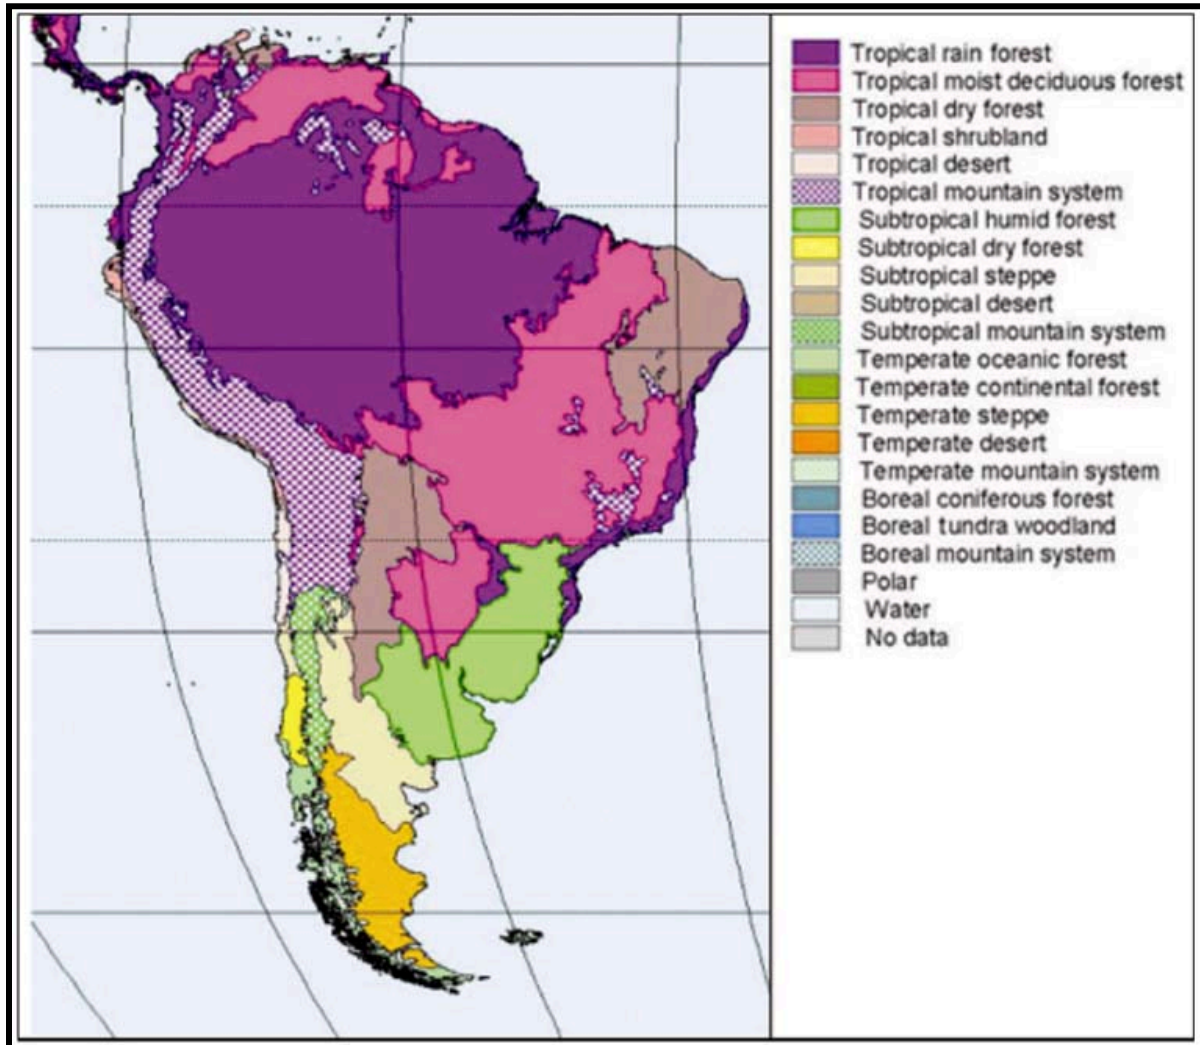 Tropical rain forest
Tropical moist deciduous forest
Tropical dry forest
Tropical shrubland
Tropical desert
Tropical mountain system
Subtropical humid forest
Subtropical dry forest
Subtropical steppe
Subtropical desert
Subtropical mountain system
Temperate oceanic forest
Temperate continental forest
Temperate steppe
Temperate desert
Temperate mountain system
Boreal coniferous forest
Boreal tundra woodland
Boreal mountain system
Polar
Water
No data